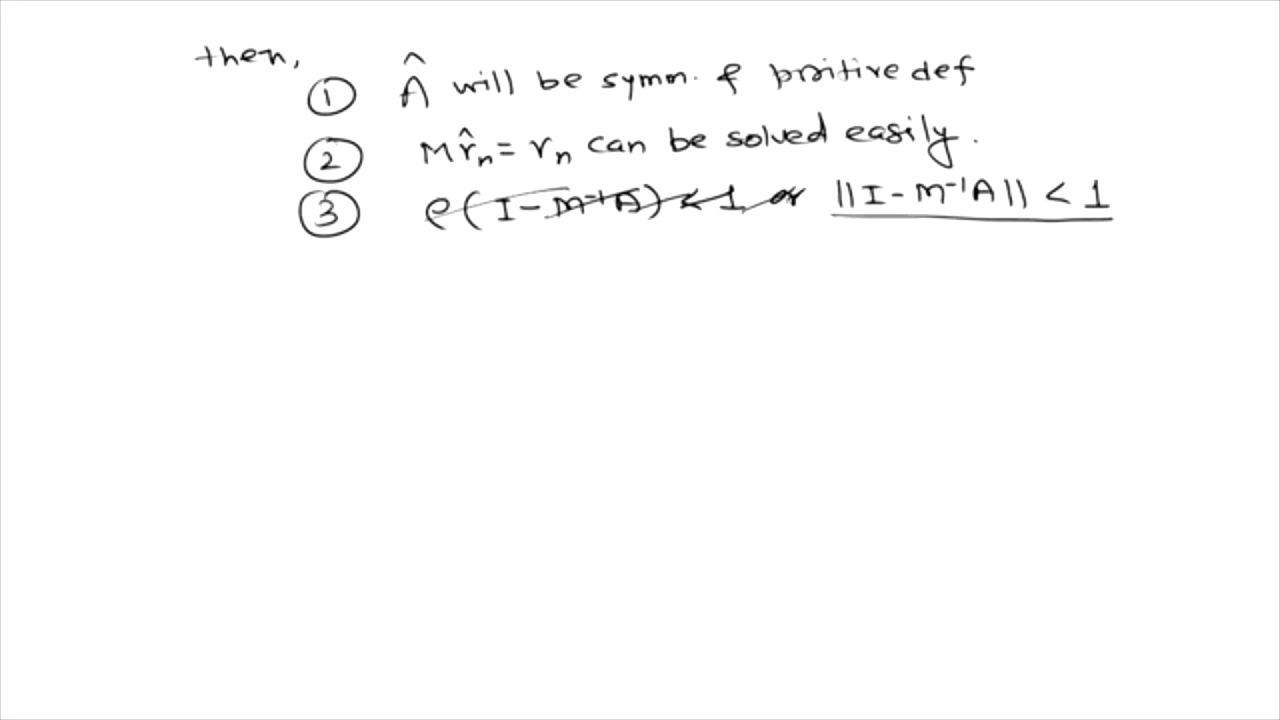 then,
① Â will be symm. & positive def
② M r̂ₙ = rₙ can be solved easily.
③ ρ(I - M⁻¹A) < 1 or ||I - M⁻¹A|| < 1